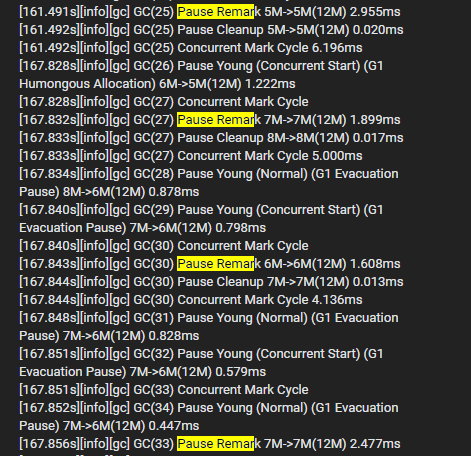 [161.491s][info][gc] GC(25) Pause Remark 5M->5M(12M) 2.955ms
[161.492s][info][gc] GC(25) Pause Cleanup 5M->5M(12M) 0.020ms
[161.492s][info][gc] GC(25) Concurrent Mark Cycle 6.196ms
[167.828s][info][gc] GC(26) Pause Young (Concurrent Start) (G1
Humongous Allocation) 6M->5M(12M) 1.222ms
[167.828s][info][gc] GC(27) Concurrent Mark Cycle
[167.832s][info][gc] GC(27) Pause Remark 7M->7M(12M) 1.899ms
[167.833s][info][gc] GC(27) Pause Cleanup 8M->8M(12M) 0.017ms
[167.833s][info][gc] GC(27) Concurrent Mark Cycle 5.000ms
[167.834s][info][gc] GC(28) Pause Young (Normal) (G1 Evacuation
Pause) 8M->6M(12M) 0.878ms
[167.840s][info][gc] GC(29) Pause Young (Concurrent Start) (G1
Evacuation Pause) 7M->6M(12M) 0.798ms
[167.840s][info][gc] GC(30) Concurrent Mark Cycle
[167.843s][info][gc] GC(30) Pause Remark 6M->6M(12M) 1.608ms
[167.844s][info][gc] GC(30) Pause Cleanup 7M->7M(12M) 0.013ms
[167.844s][info][gc] GC(30) Concurrent Mark Cycle 4.136ms
[167.848s][info][gc] GC(31) Pause Young (Normal) (G1 Evacuation
Pause) 7M->6M(12M) 0.828ms
[167.851s][info][gc] GC(32) Pause Young (Concurrent Start) (G1
Evacuation Pause) 7M->6M(12M) 0.579ms
[167.851s][info][gc] GC(33) Concurrent Mark Cycle
[167.852s][info][gc] GC(34) Pause Young (Normal) (G1 Evacuation
Pause) 7M->6M(12M) 0.447ms
[167.856s][info][gc] GC(33) Pause Remark 7M->7M(12M) 2.477ms